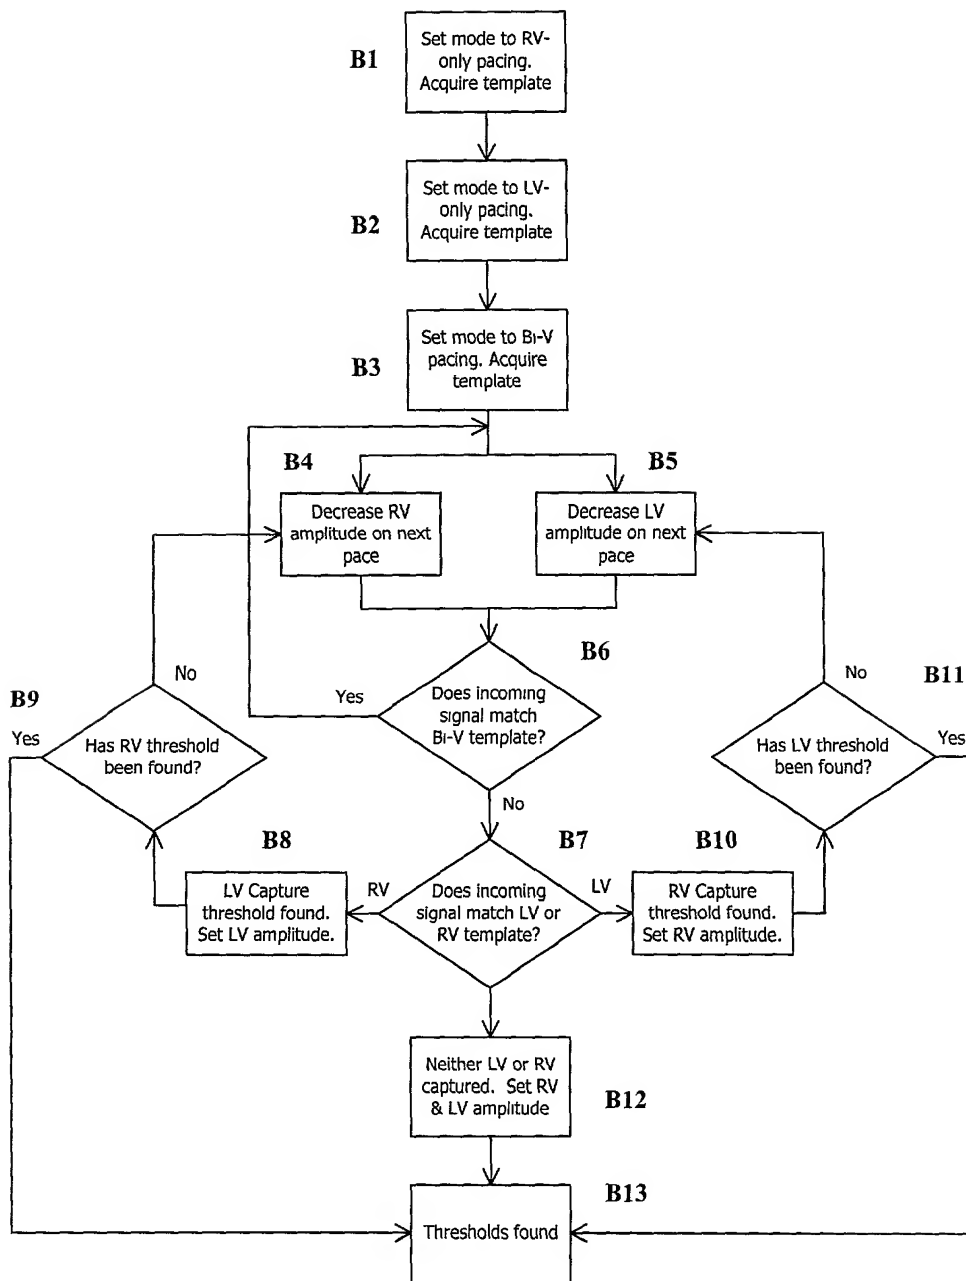 B1
Set mode to RV-
only pacing.
Acquire template
B2
Set mode to LV-
only pacing.
Acquire template
B3
Set mode to Bi-V
pacing. Acquire
template
B4
Decrease RV
amplitude on next
pace
B5
Decrease LV
amplitude on next
pace
B6
Does incoming
signal match
Bi-V template?
Yes
No
B9
Has RV threshold
been found?
No
Yes
B11
Has LV threshold
been found?
No
Yes
B8
LV Capture
threshold found.
Set LV amplitude.
RV
B7
Does incoming
signal match LV or
RV template?
LV
B10
RV Capture
threshold found.
Set RV amplitude.
Neither LV or RV
captured. Set RV
& LV amplitude
B12
B13
Thresholds found